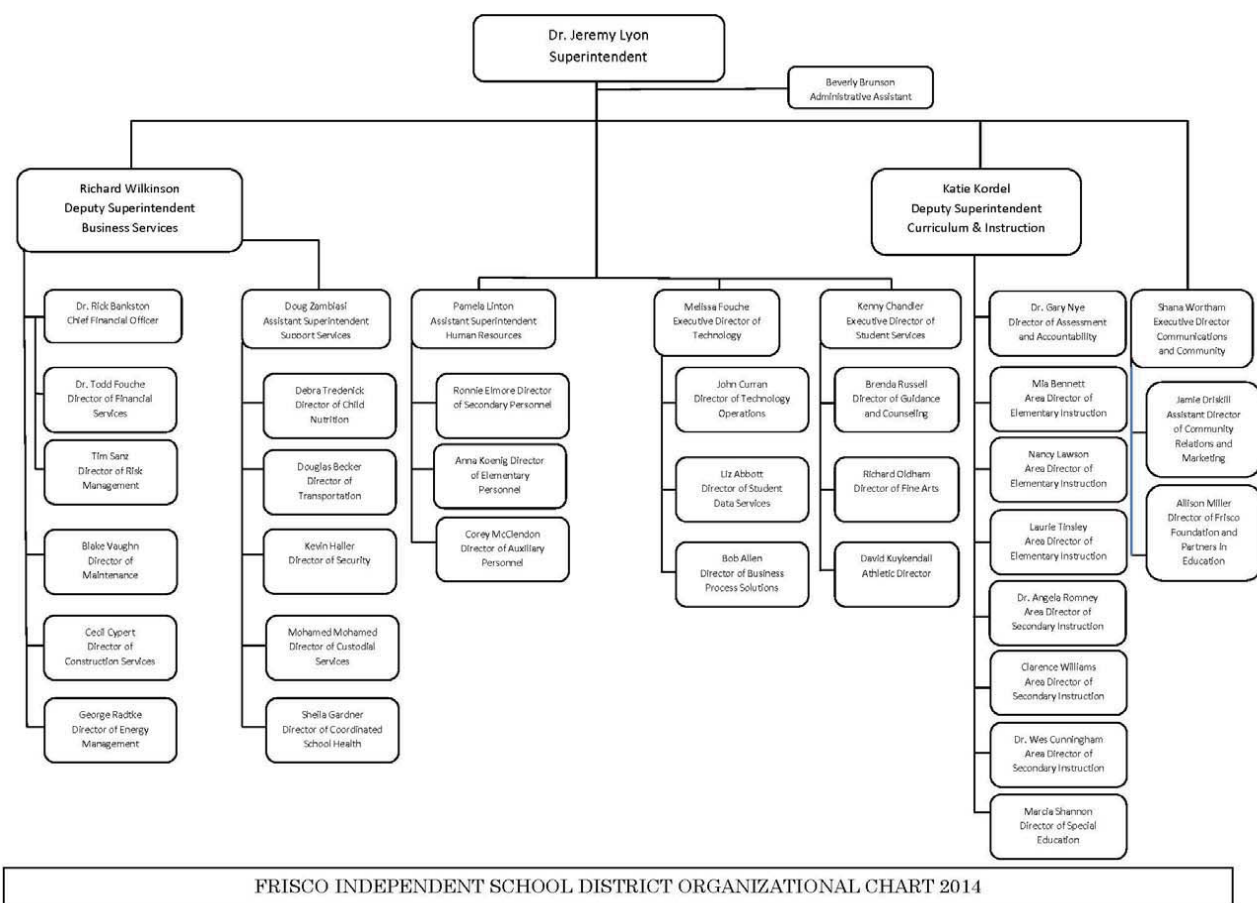 Dr. Jeremy Lyon
Superintendent
Beverly Brunson
Administrative Assistant
Richard Wilkinson
Deputy Superintendent
Business Services
Katie Kordel
Deputy Superintendent
Curriculum & Instruction
Dr. Rick Bankston
Chief Financial Officer
Dr. Todd Fouche
Director of Financial
Services
Tim Sanz
Director of Risk
Management
Blake Vaughn
Director of
Maintenance
Cecil Cypert
Director of
Construction Services
George Radtke
Director of Energy
Management
Doug Zambiasi
Assistant Superintendent
Support Services
Debra Tredenick
Director of Child
Nutrition
Douglas Becker
Director of
Transportation
Kevin Haller
Director of Security
Mohamed Mohamed
Director of Custodial
Services
Sheila Gardner
Director of Coordinated
School Health
Pamela Linton
Assistant Superintendent
Human Resources
Ronnie Elmore Director
of Secondary Personnel
Anna Koenig Director
of Elementary
Personnel
Corey McClendon
Director of Auxiliary
Personnel
Melissa Fouche
Executive Director of
Technology
John Curran
Director of Technology
Operations
Liz Abbott
Director of Student
Data Services
Bob Allen
Director of Business
Process Solutions
Kenny Chandler
Executive Director of
Student Services
Brenda Russell
Director of Guidance
and Counseling
Richard Oldham
Director of Fine Arts
David Kuykendall
Athletic Director
Dr. Gary Nye
Director of Assessment
and Accountability
Mia Bennett
Area Director of
Elementary Instruction
Nancy Lawson
Area Director of
Elementary Instruction
Laurie Tinsley
Area Director of
Elementary Instruction
Dr. Angela Romney
Area Director of
Secondary Instruction
Clarence Williams
Area Director of
Secondary Instruction
Dr. Wes Cunningham
Area Director of
Secondary Instruction
Marcia Shannon
Director of Special
Education
Shana Wortham
Executive Director
Communications
and Community
Jamie Driskill
Assistant Director
of Community
Relations and
Marketing
Allison Miller
Director of Frisco
Foundation and
Partners in
Education
FRISCO INDEPENDENT SCHOOL DISTRICT ORGANIZATIONAL CHART 2014